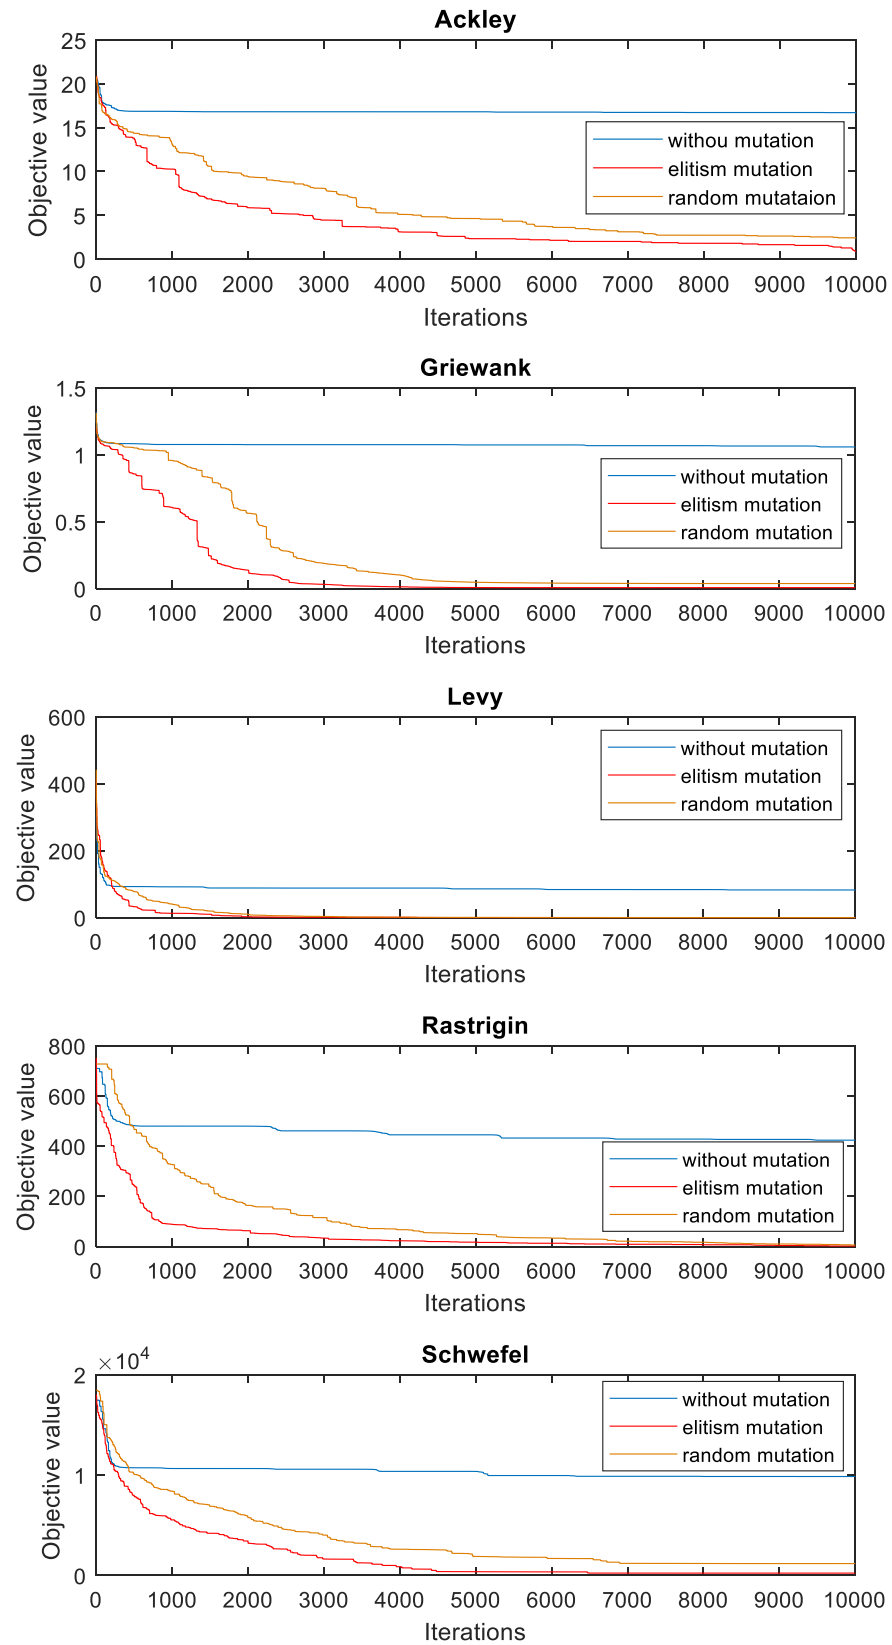 Ackley
25
20
15
10
5
0
Objective value
withou mutation
elitism mutation
random mutataion
0 1000 2000 3000 4000 5000 6000 7000 8000 9000 10000
Iterations
Griewank
1.5
1
0.5
0
Objective value
without mutation
elitism mutation
random mutation
0 1000 2000 3000 4000 5000 6000 7000 8000 9000 10000
Iterations
Levy
600
400
200
0
Objective value
without mutation
elitism mutation
random mutation
0 1000 2000 3000 4000 5000 6000 7000 8000 9000 10000
Iterations
Rastrigin
800
600
400
200
0
Objective value
without mutation
elitism mutation
random mutation
0 1000 2000 3000 4000 5000 6000 7000 8000 9000 10000
Iterations
Schwefel
×10⁴
2
1
0
Objective value
without mutation
elitism mutation
random mutation
0 1000 2000 3000 4000 5000 6000 7000 8000 9000 10000
Iterations